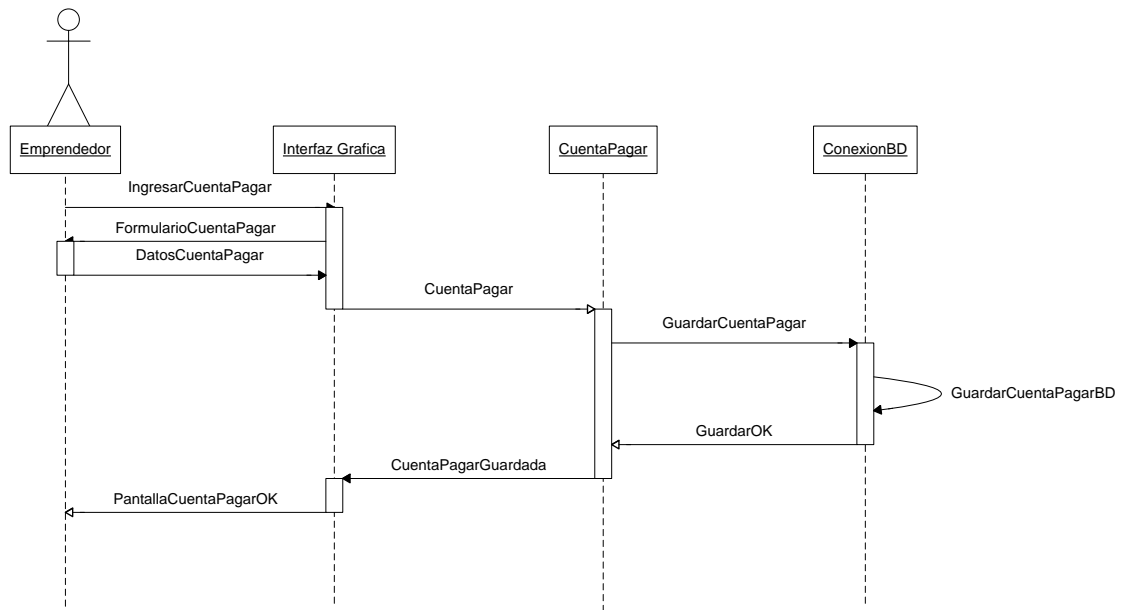 Emprendedor
Interfaz Grafica
CuentaPagar
ConexionBD
IngresarCuentaPagar
FormularioCuentaPagar
DatosCuentaPagar
CuentaPagar
GuardarCuentaPagar
GuardarCuentaPagarBD
GuardarOK
CuentaPagarGuardada
PantallaCuentaPagarOK